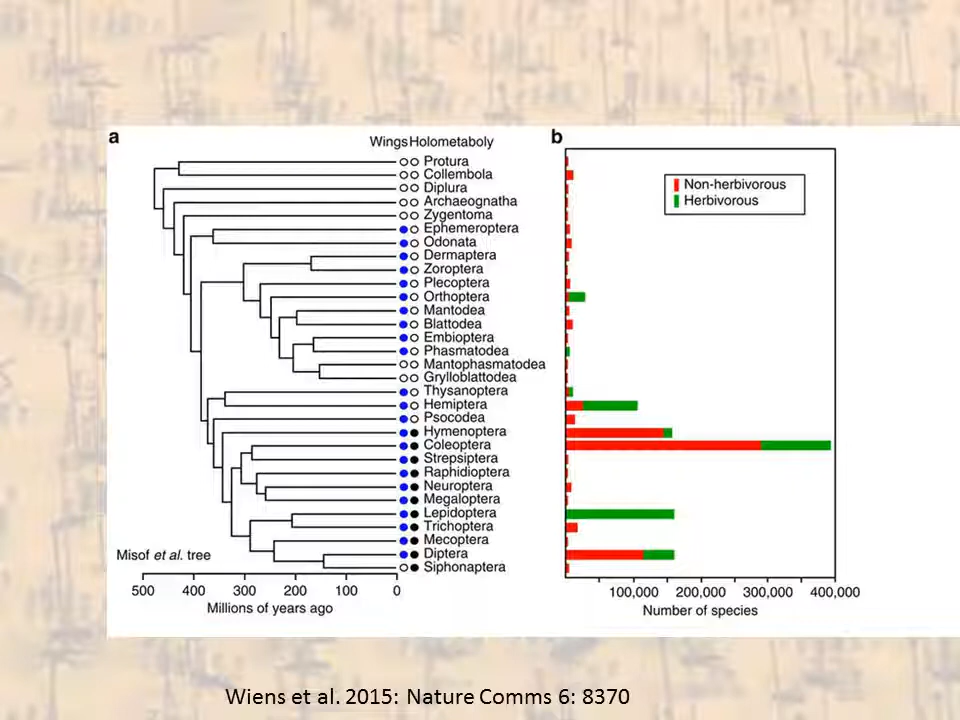 a
Wings Holometaboly
Protura
Collembola
Diplura
Archaeognatha
Zygentoma
Ephemeroptera
Odonata
Dermaptera
Zoroptera
Plecoptera
Orthoptera
Mantodea
Blattodea
Embioptera
Phasmatodea
Mantophasmatodea
Grylloblattodea
Thysanoptera
Hemiptera
Psocodea
Hymenoptera
Coleoptera
Strepsiptera
Raphidioptera
Neuroptera
Megaloptera
Lepidoptera
Trichoptera
Mecoptera
Diptera
Siphonaptera
Misof et al. tree
500 400 300 200 100 0
Millions of years ago
b
Non-herbivorous
Herbivorous
100,000 200,000 300,000 400,000
Number of species
Wiens et al. 2015: Nature Comms 6: 8370